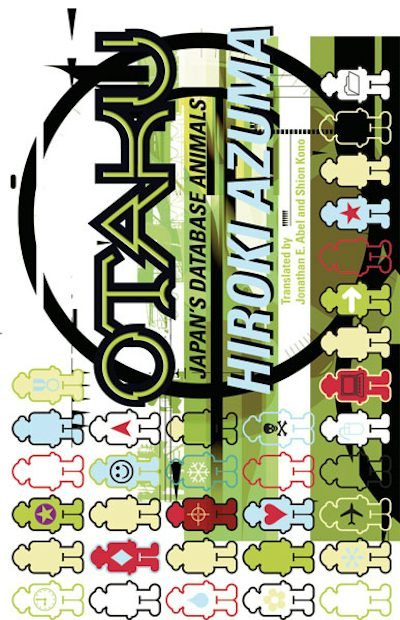 OTAKU
JAPAN'S DATABASE ANIMALS
HIROKI AZUMA
Translated by
Jonathan E. Abel and Shion Kono